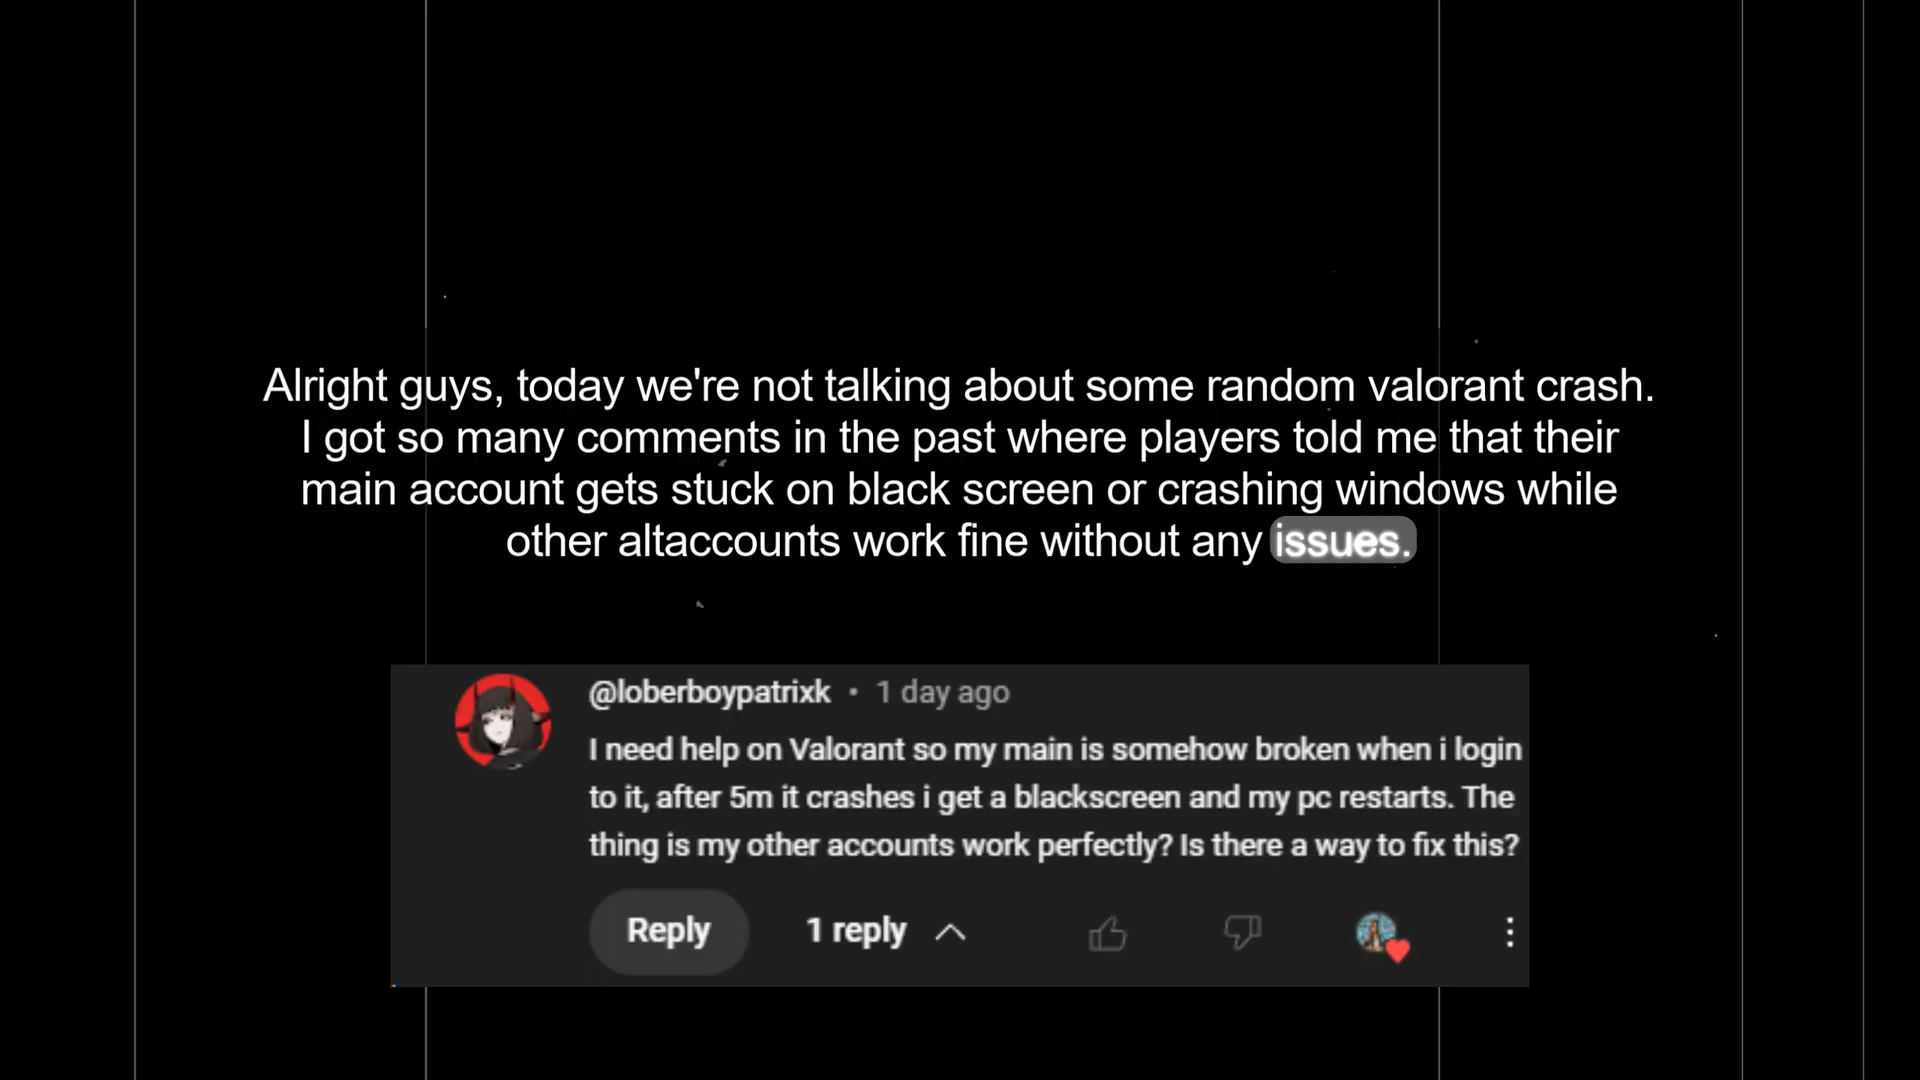 Alright guys, today we're not talking about some random valorant crash.
I got so many comments in the past where players told me that their
main account gets stuck on black screen or crashing windows while
other altaccounts work fine without any issues.
@loberboypatrixk • 1 day ago
I need help on Valorant so my main is somehow broken when i login
to it, after 5m it crashes i get a blackscreen and my pc restarts. The
thing is my other accounts work perfectly? Is there a way to fix this?
Reply 1 reply